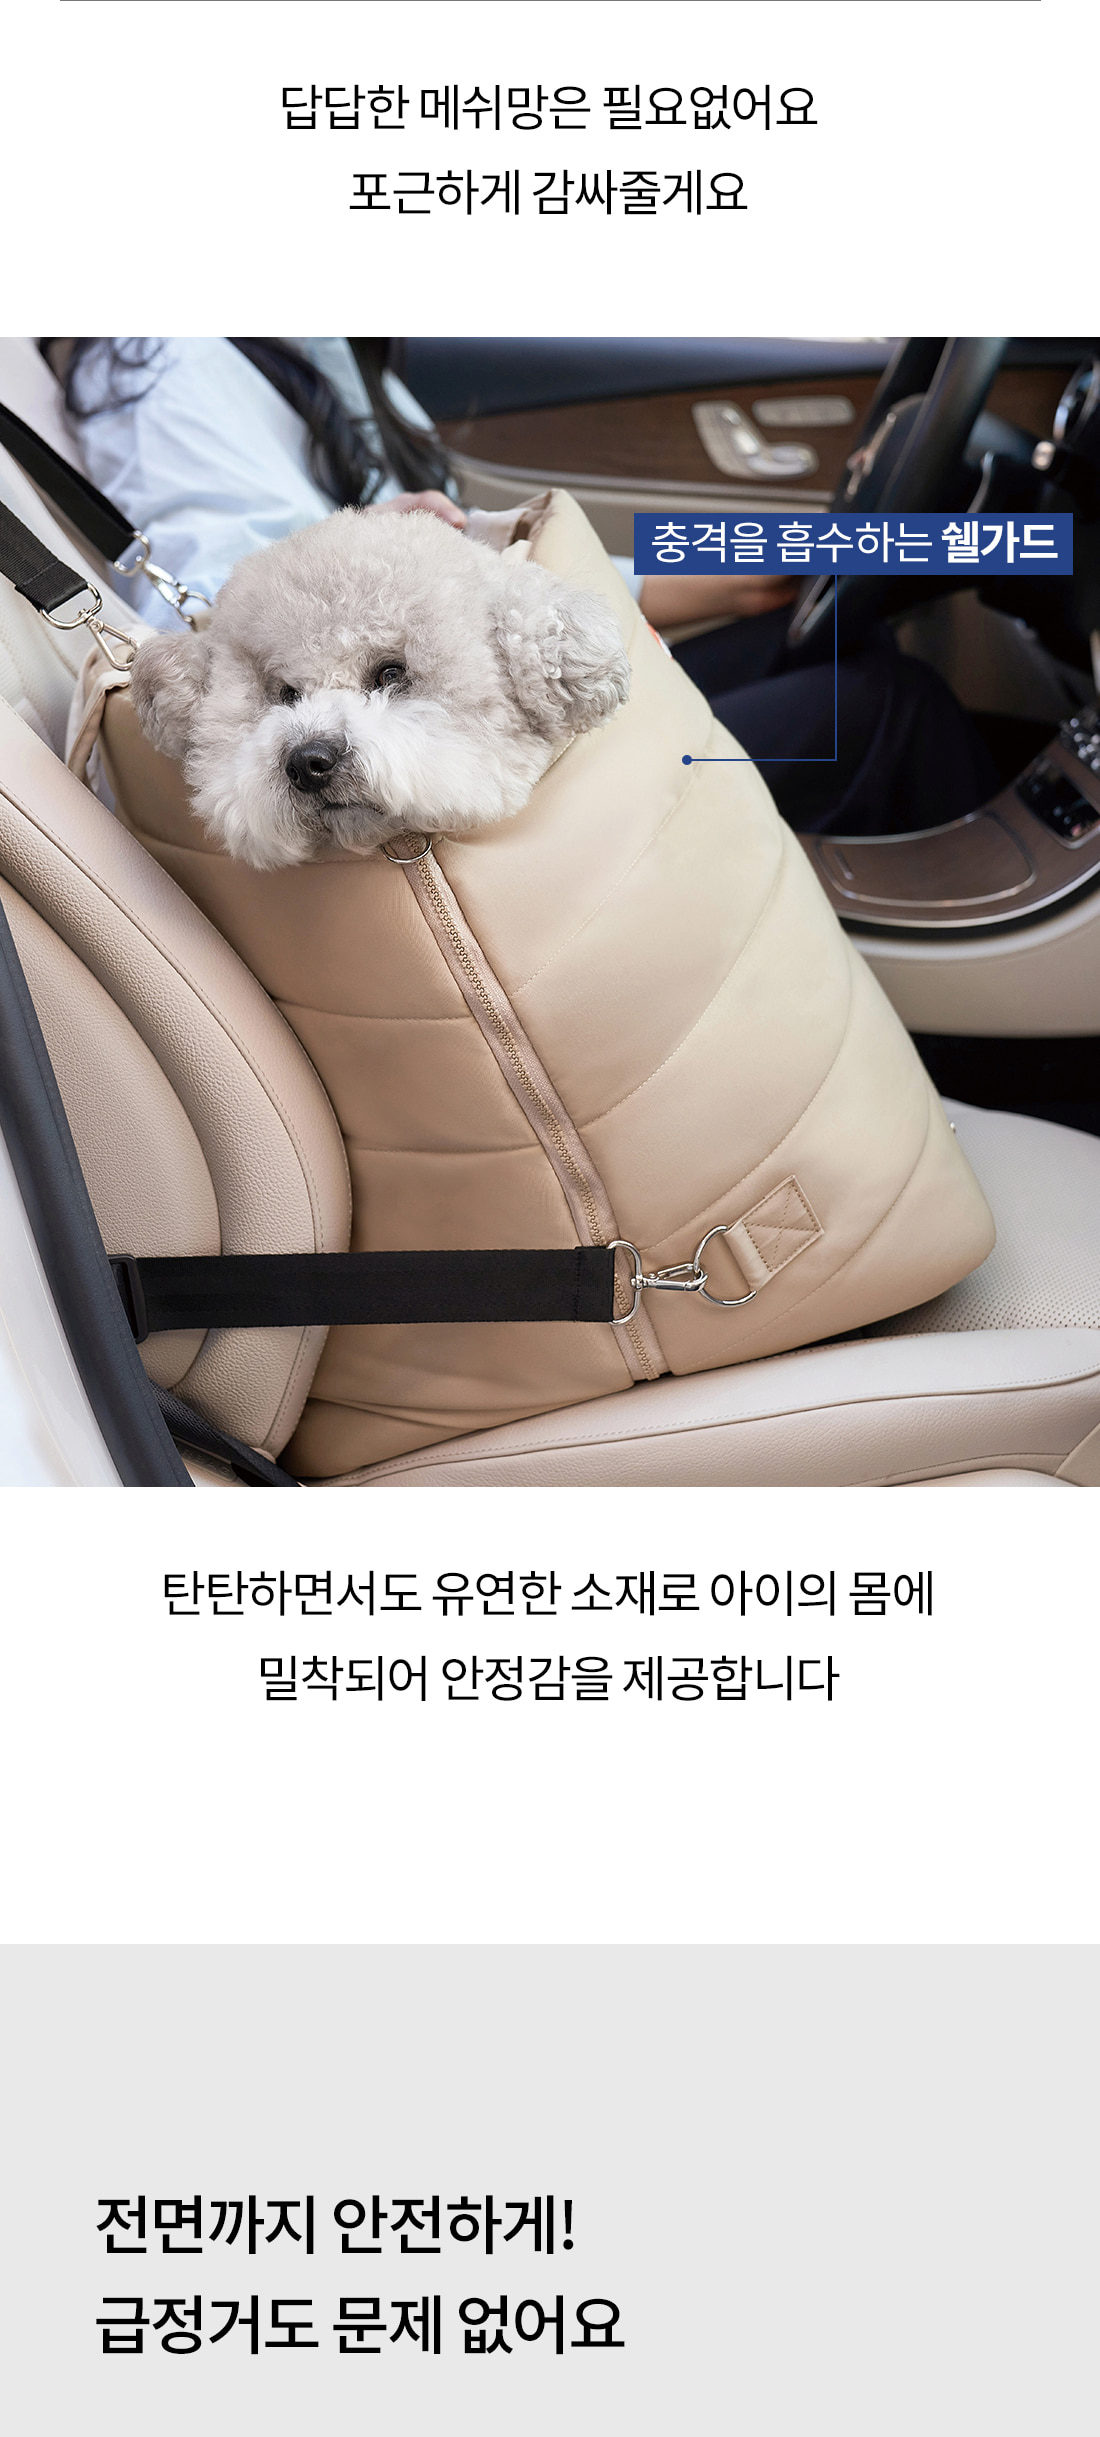 답답한 메쉬망은 필요없어요
포근하게 감싸줄게요
충격을 흡수하는 쉘가드
탄탄하면서도 유연한 소재로 아이의 몸에
밀착되어 안정감을 제공합니다
전면까지 안전하게!
급정거도 문제 없어요